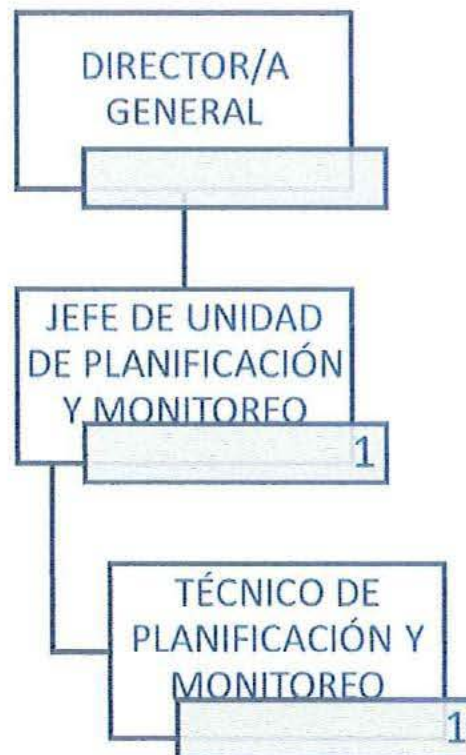 DIRECTOR/A
GENERAL
JEFE DE UNIDAD
DE PLANIFICACIÓN
Y MONITOREO
1
TÉCNICO DE
PLANIFICACIÓN Y
MONITOREO
1